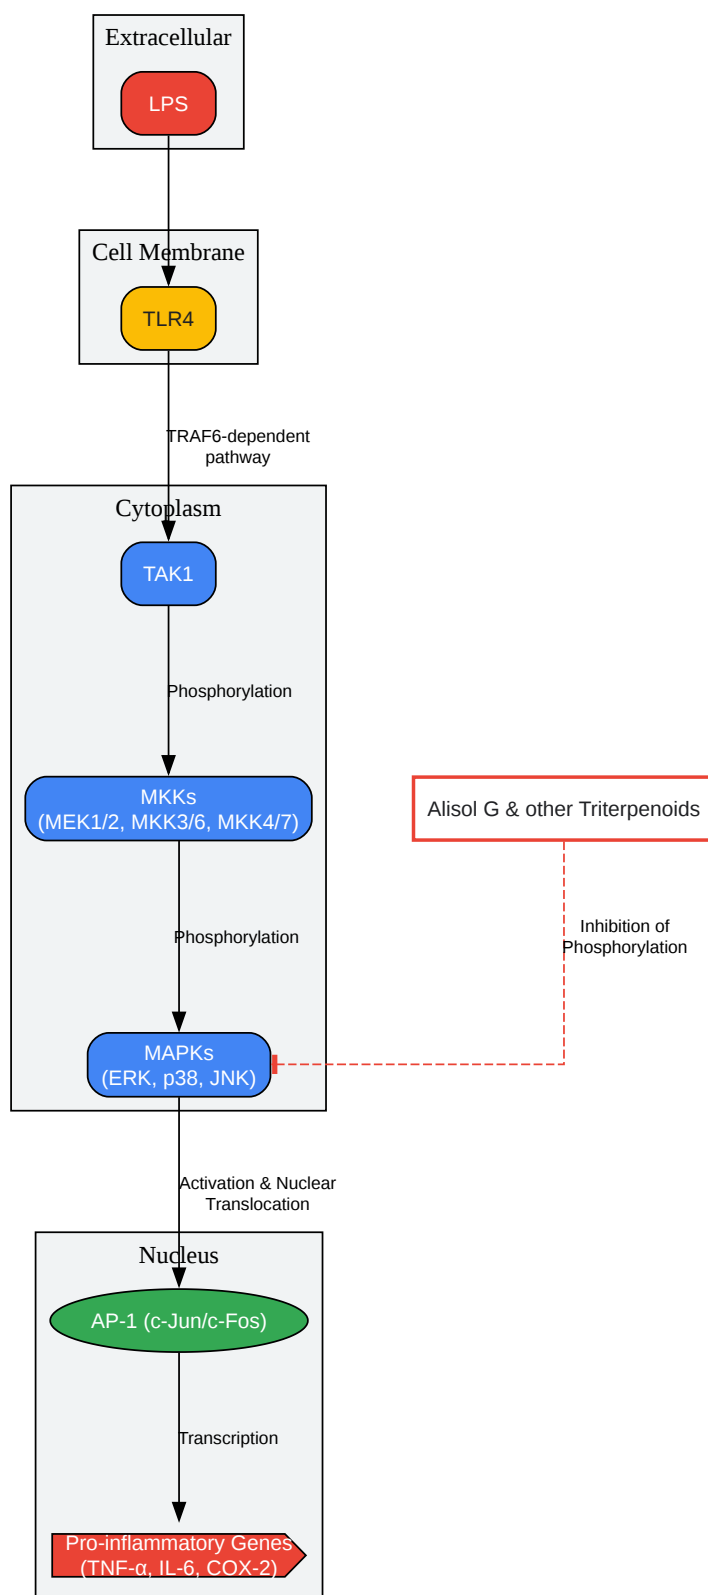 Extracellular
LPS
Cell Membrane
TLR4
TRAF6-dependent
pathway
Cytoplasm
TAK1
Phosphorylation
MKKs
(MEK1/2, MKK3/6, MKK4/7)
Alisol G & other Triterpenoids
Phosphorylation
Inhibition of
Phosphorylation
MAPKs
(ERK, p38, JNK)
Activation & Nuclear
Translocation
Nucleus
AP-1 (c-Jun/c-Fos)
Transcription
Pro-inflammatory Genes
(TNF-α, IL-6, COX-2)